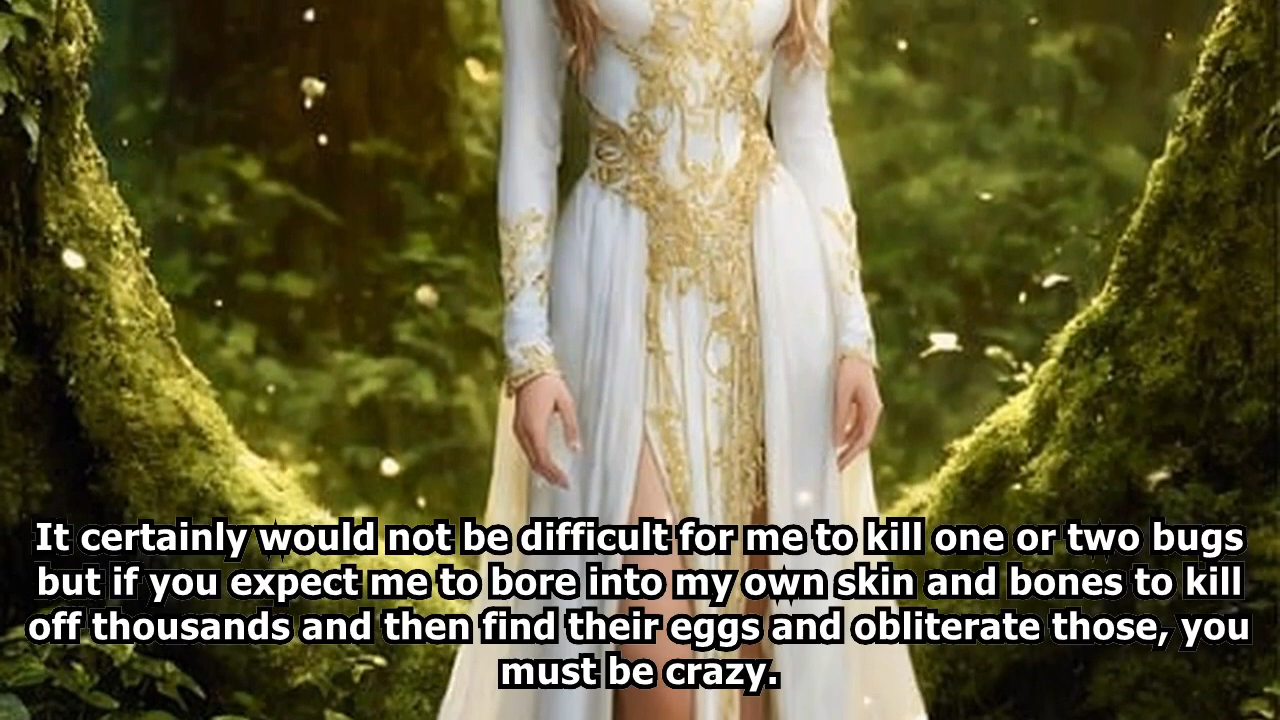 It certainly would not be difficult for me to kill one or two bugs
but if you expect me to bore into my own skin and bones to kill
off thousands and then find their eggs and obliterate those, you
must be crazy.